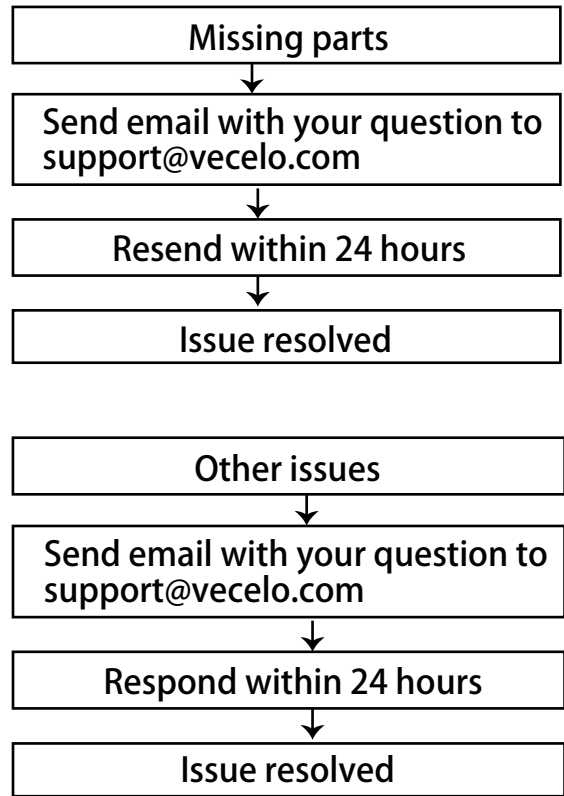 Missing parts
Send email with your question to
support@vecelo.com
Resend within 24 hours
Issue resolved
Other issues
Send email with your question to
support@vecelo.com
Respond within 24 hours
Issue resolved